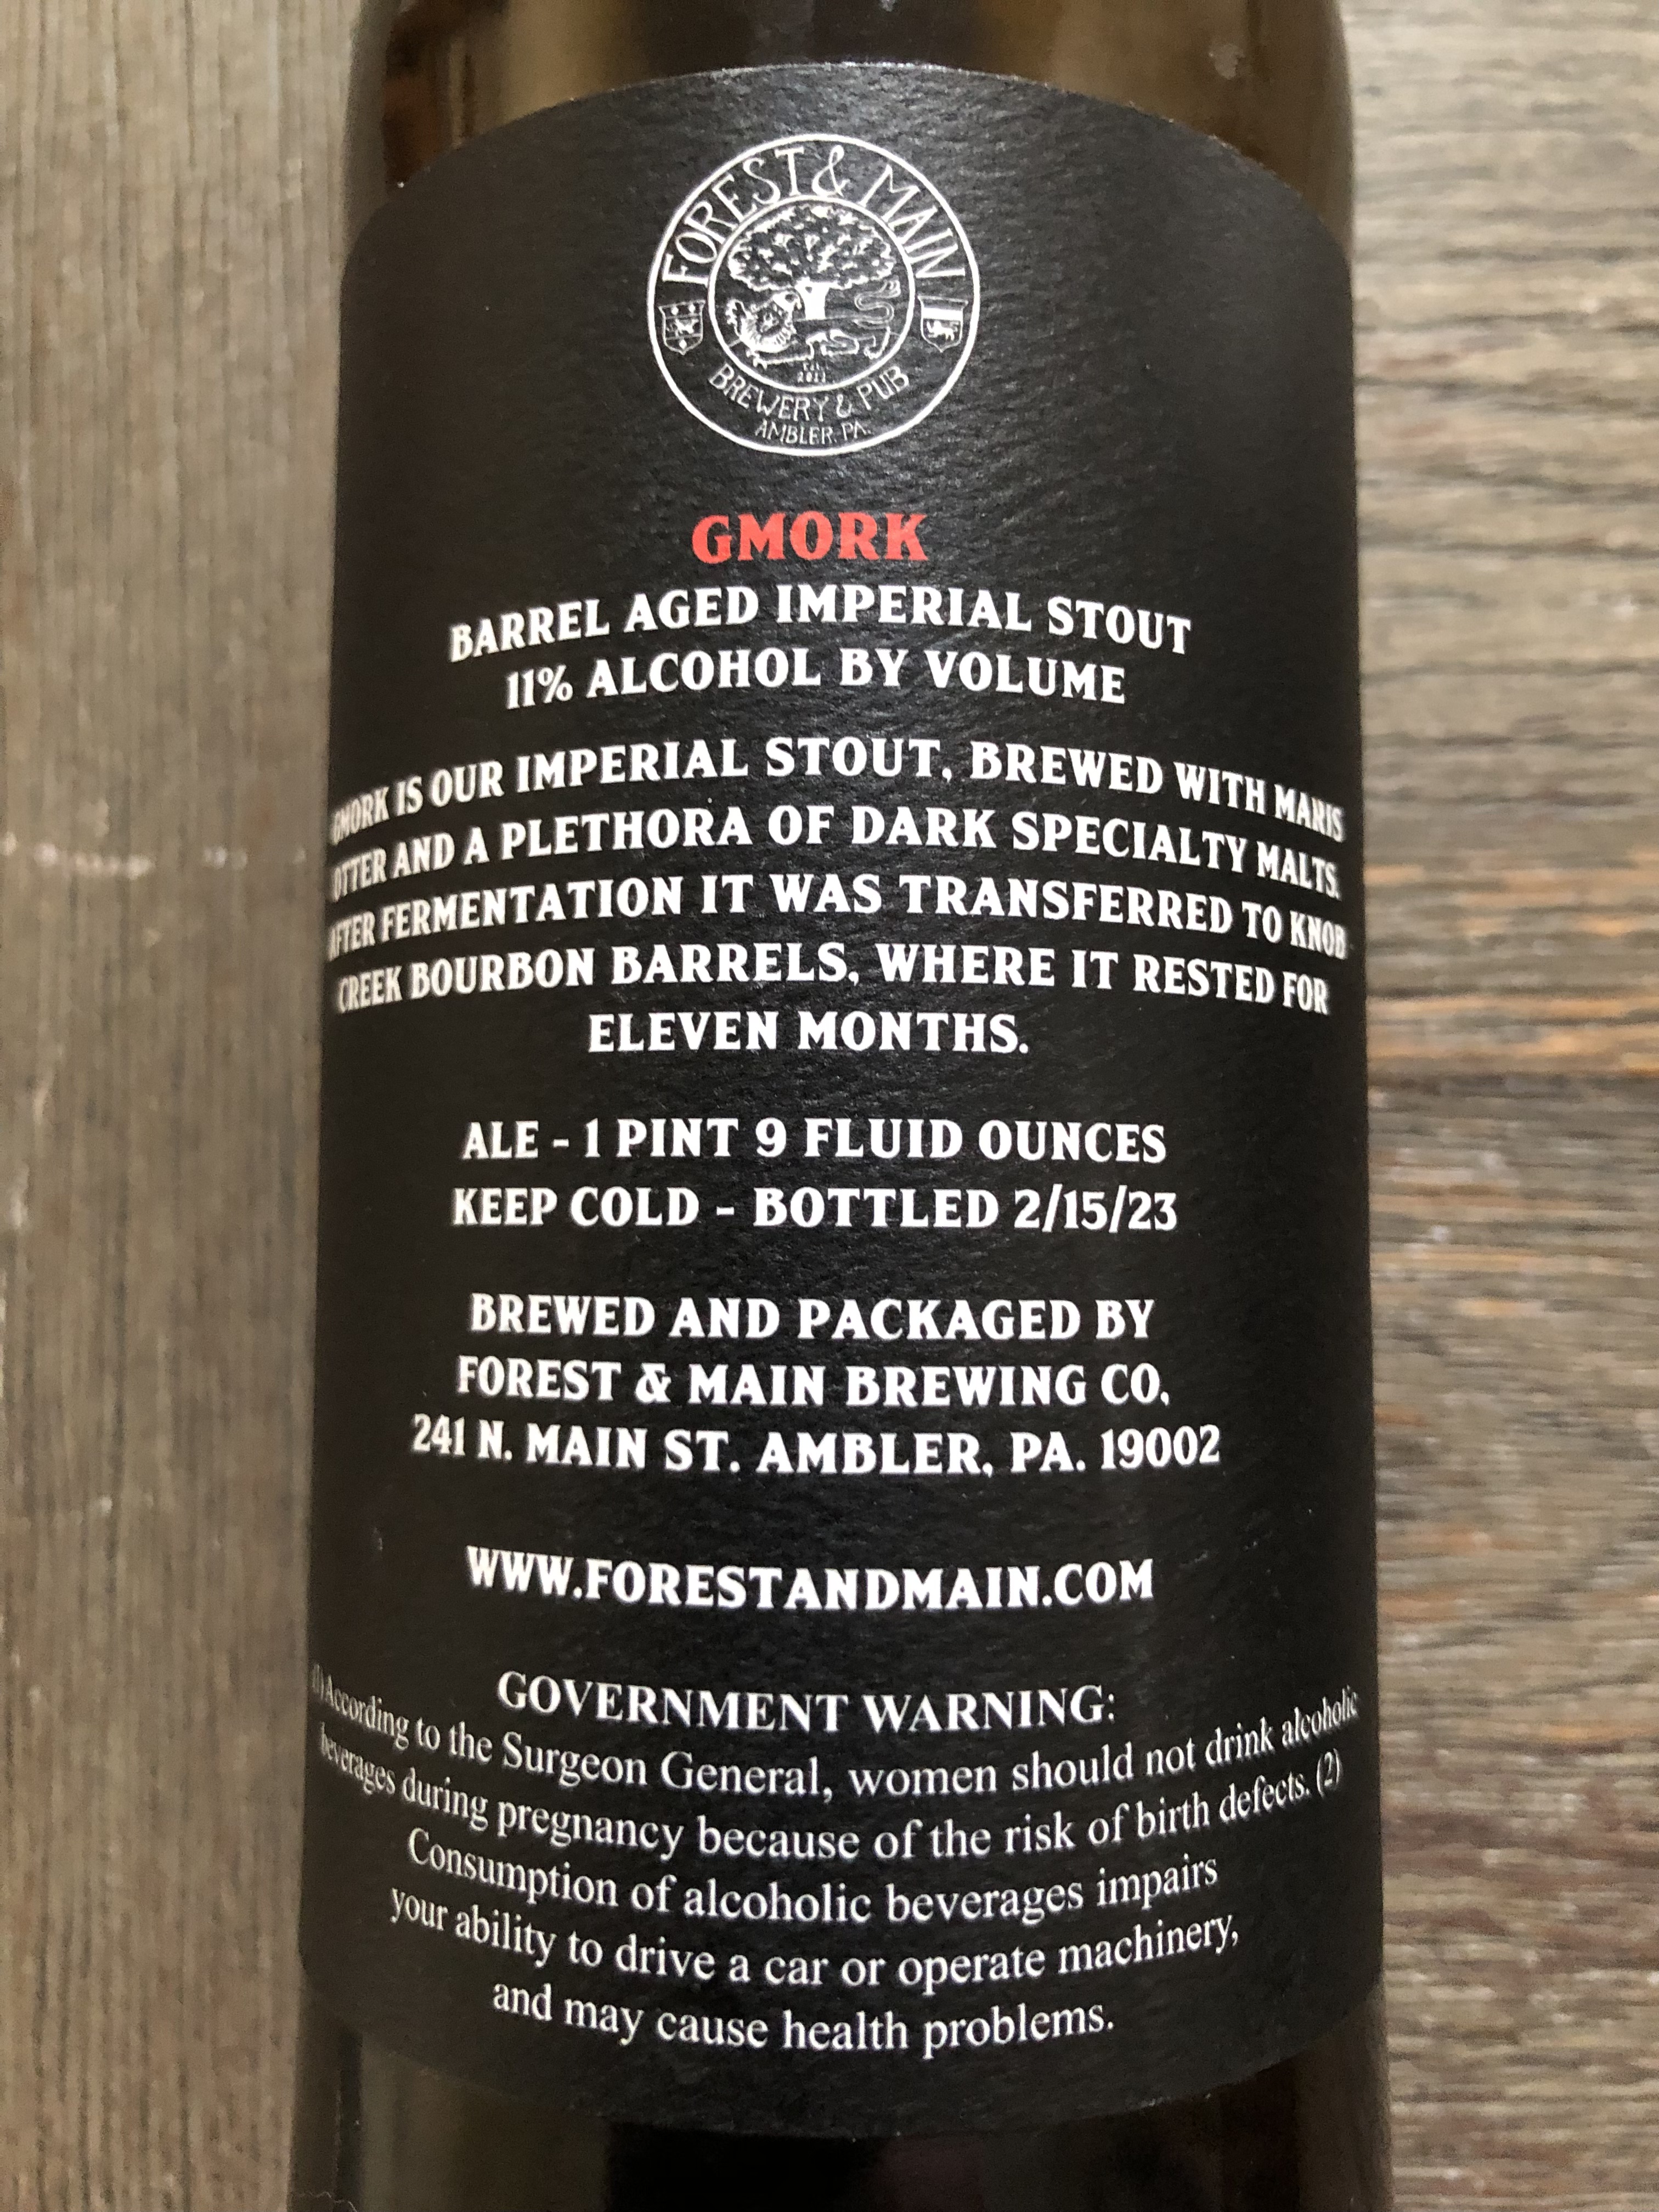 FOREST & MAIN
EST.
BREWERY & PUB
AMBLER, PA.
GMORK
BARREL AGED IMPERIAL STOUT
11% ALCOHOL BY VOLUME
GMORK IS OUR IMPERIAL STOUT, BREWED WITH MARIS
OTTER AND A PLETHORA OF DARK SPECIALTY MALTS.
AFTER FERMENTATION IT WAS TRANSFERRED TO KNOB
CREEK BOURBON BARRELS, WHERE IT RESTED FOR
ELEVEN MONTHS.
ALE - 1 PINT 9 FLUID OUNCES
KEEP COLD - BOTTLED 2/15/23
BREWED AND PACKAGED BY
FOREST & MAIN BREWING CO,
241 N. MAIN ST. AMBLER, PA. 19002
WWW.FORESTANDMAIN.COM
GOVERNMENT WARNING:
(1) According to the Surgeon General, women should not drink alcoholic
beverages during pregnancy because of the risk of birth defects. (2)
Consumption of alcoholic beverages impairs
your ability to drive a car or operate machinery,
and may cause health problems.